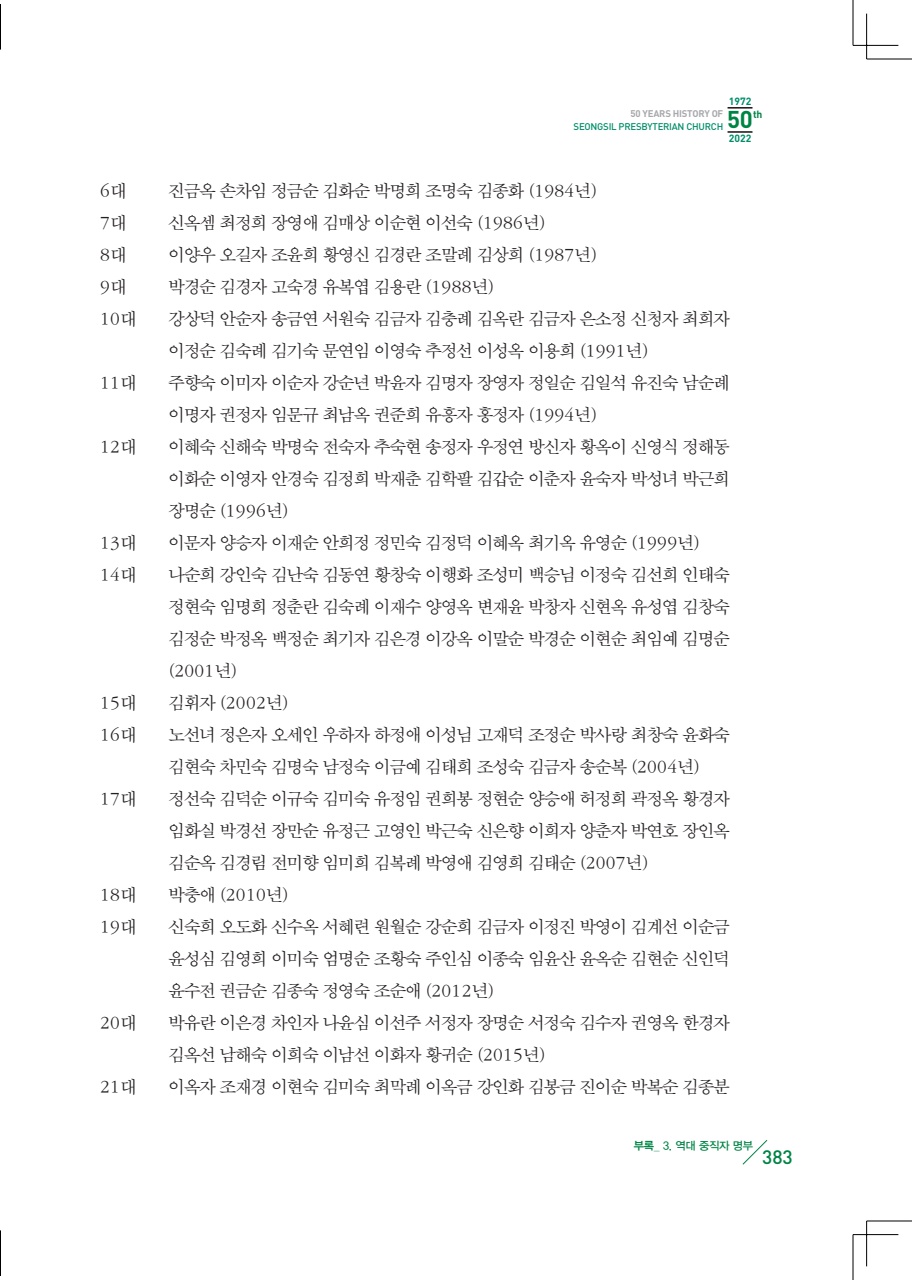 1972
50 YEARS HISTORY OF
50th
SEONGSIL PRESBYTERIAN CHURCH
2022
6대 진금옥 손차임 정금순 김화순 박명희 조명숙 김종화 (1984년)
7대 신옥셈 최정희 장영애 김매상 이순현 이선숙 (1986년)
8대 이양우 오길자 조윤희 황영신 김경란 조말례 김상희 (1987년)
9대 박경순 김경자 고숙경 유복엽 김용란 (1988년)
10대 강상덕 안순자 송금연 서원숙 김금자 김충례 김옥란 김금자 은소정 신청자 최희자
이정순 김숙례 김기숙 문연임 이영숙 추정선 이성옥 이용희 (1991년)
11대 주향숙 이미자 이순자 강순년 박윤자 김명자 장영자 정일순 김일석 유진숙 남순례
이명자 권정자 임문규 최남옥 권준희 유흥자 홍정자 (1994년)
12대 이혜숙 신해숙 박명숙 전숙자 추숙현 송정자 우정연 방신자 황옥이 신영식 정해동
이화순 이영자 안경숙 김정희 박재춘 김학팔 김갑순 이춘자 윤숙자 박성녀 박근희
장명순 (1996년)
13대 이문자 양승자 이재순 안희정 정민숙 김정덕 이혜옥 최기옥 유영순 (1999년)
14대 나순희 강인숙 김난숙 김동연 황창숙 이행화 조성미 백승님 이정숙 김선희 인태숙
정현숙 임명희 정춘란 김숙례 이재수 양영옥 변재윤 박창자 신현옥 유성엽 김창숙
김정순 박정옥 백정순 최기자 김은경 이강옥 이말순 박경순 이현순 최임예 김명순
(2001년)
15대 김휘자 (2002년)
16대 노선녀 정은자 오세인 우하자 하정애 이성님 고재덕 조정순 박사랑 최창숙 윤화숙
김현숙 차민숙 김명숙 남정숙 이금예 김태희 조성숙 김금자 송순복 (2004년)
17대 정선숙 김덕순 이규숙 김미숙 유정임 권희봉 정현순 양승애 허정희 곽정옥 황경자
임화실 박경선 장만순 유정근 고영인 박근숙 신은향 이희자 양춘자 박연호 장인옥
김순옥 김경림 전미향 임미희 김복례 박영애 김영희 김태순 (2007년)
18대 박충애 (2010년)
19대 신숙희 오도화 신수옥 서혜련 원월순 강순희 김금자 이정진 박영이 김계선 이순금
윤성심 김영희 이미숙 엄명순 조황숙 주인심 이종숙 임윤산 윤옥순 김현순 신인덕
윤수전 권금순 김종숙 정영숙 조순애 (2012년)
20대 박유란 이은경 차인자 나윤심 이선주 서정자 장명순 서정숙 김수자 권영옥 한경자
김옥선 남해숙 이희숙 이남선 이화자 황귀순 (2015년)
21대 이옥자 조재경 이현숙 김미숙 최막례 이옥금 강인화 김봉금 진이순 박복순 김종분
부록_ 3. 역대 중직자 명부
383